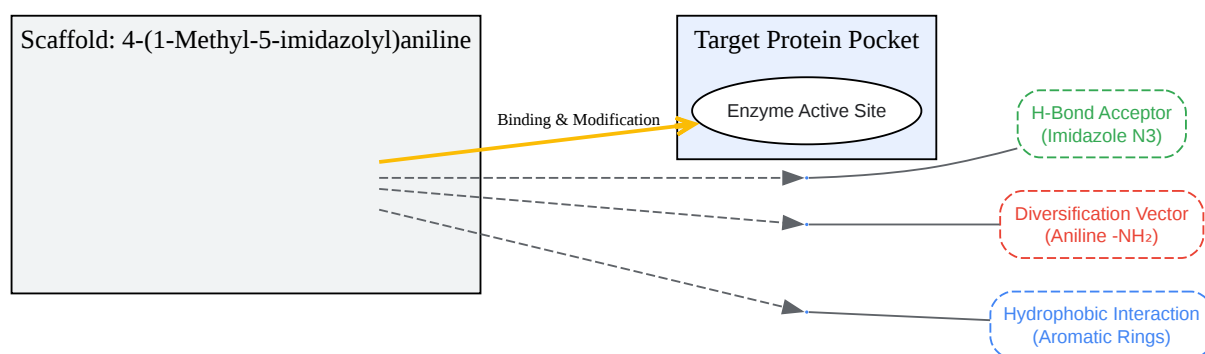 Scaffold: 4-(1-Methyl-5-imidazolyl)aniline
Target Protein Pocket
Enzyme Active Site
Binding & Modification
H-Bond Acceptor
(Imidazole N3)
Diversification Vector
(Aniline -NH₂)
Hydrophobic Interaction
(Aromatic Rings)